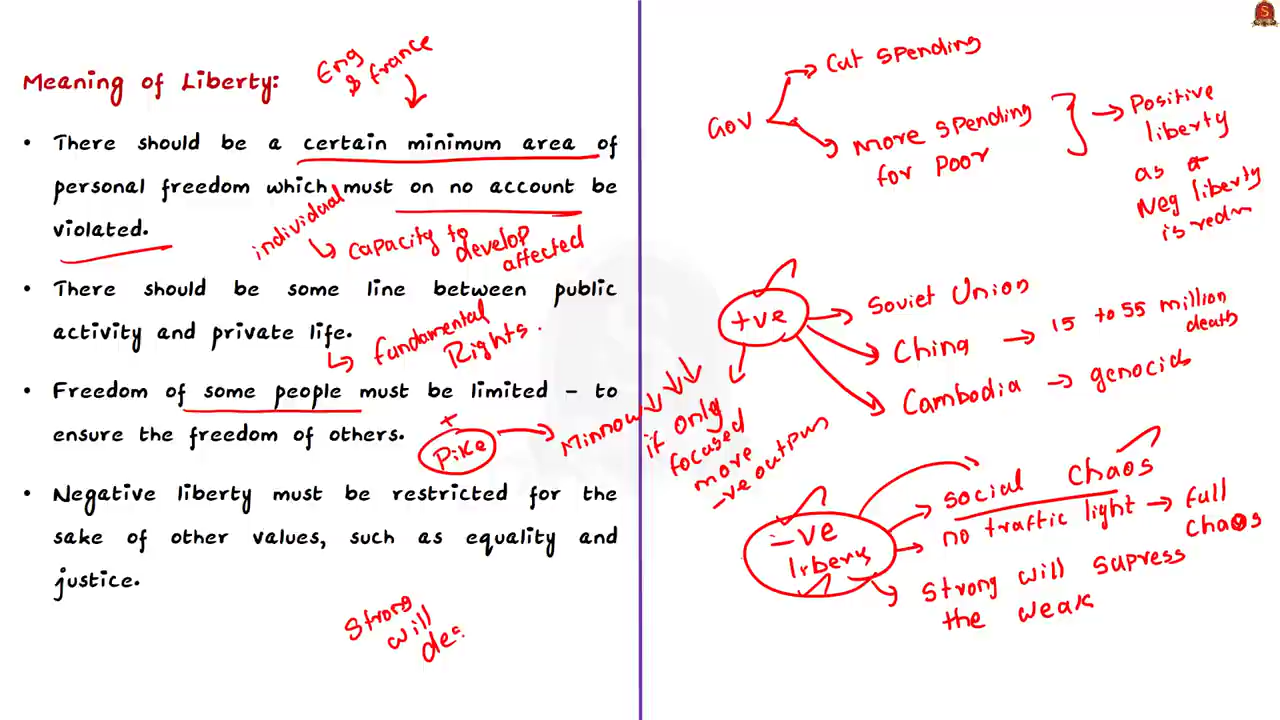 Meaning of Liberty:
Eng
& france
• There should be a certain minimum area of
personal freedom which must on no account be
violated.
individual
capacity to
develop
affected
• There should be some line between public
activity and private life.
fundamental
Rights.
• Freedom of some people must be limited - to
ensure the freedom of others.
+
Pike
Minnow
• Negative liberty must be restricted for the
sake of other values, such as equality and
justice.
Strong
will
Gov
Cut spending
more spending
for poor
Positive
liberty
as a
Neg liberty
is
+ve
Soviet Union
China → 15 to 55 million
death
Cambodia → genocids
if only
focused
more
-ve
-ve
social chaos
no traffic light → full
chaos
Strong will supress
the weak
S